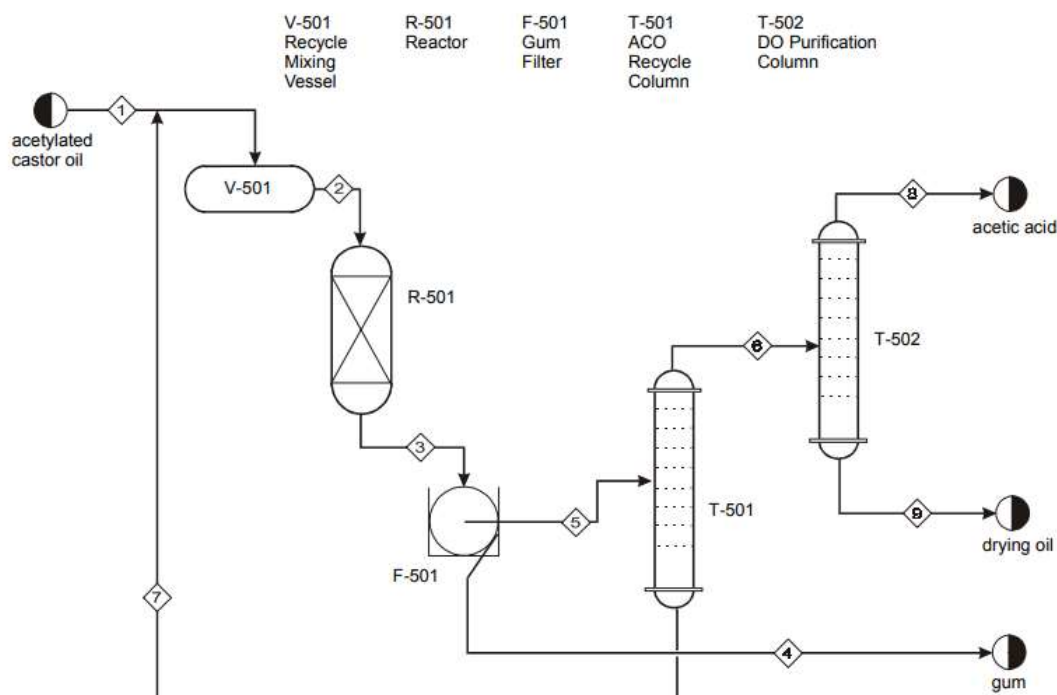 V-501 R-501 F-501 T-501 T-502
Recycle Reactor Gum ACO DO Purification
Mixing Filter Recycle Column
Vessel Column
1
acetylated
castor oil
V-501
2
8
acetic acid
R-501
6
T-502
3
5
T-501
9
drying oil
F-501
7
4
gum